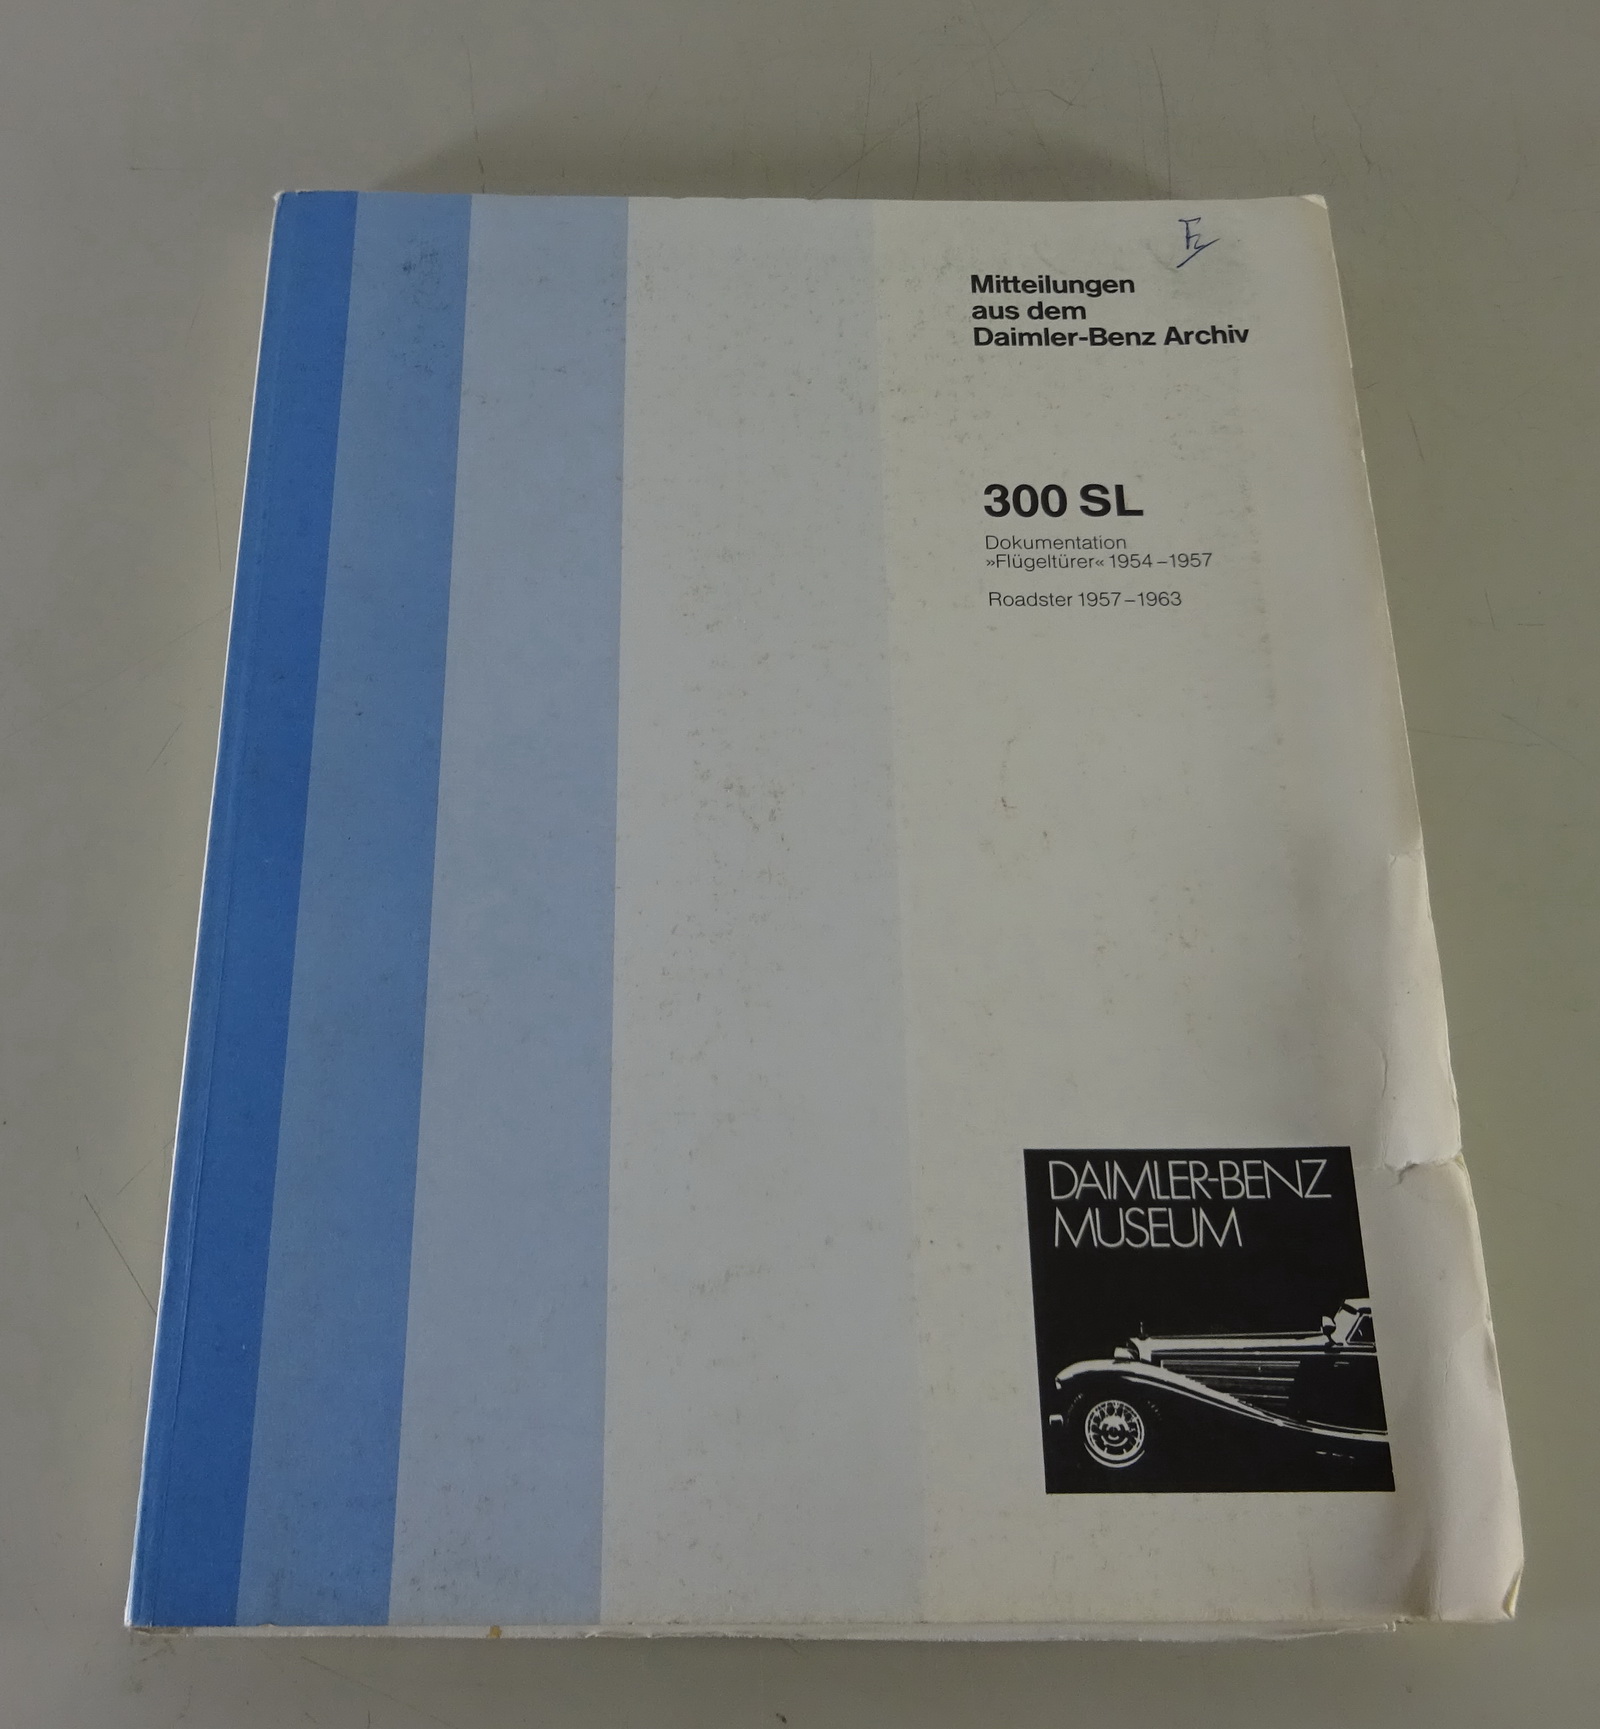 Mitteilungen
aus dem
Daimler-Benz Archiv
300 SL
Dokumentation
»Flügeltürer« 1954–1957
Roadster 1957–1963
DAIMLER-BENZ
MUSEUM